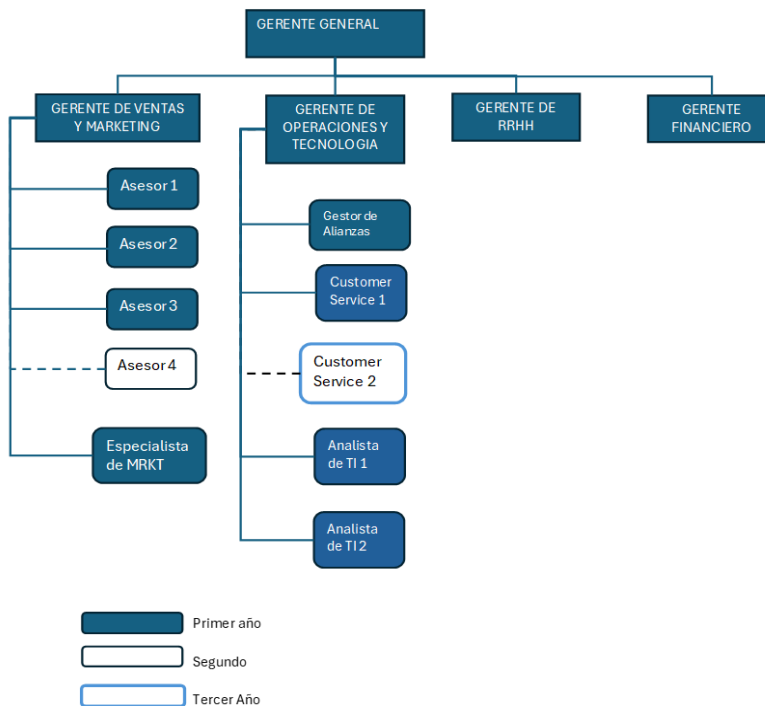 GERENTE GENERAL
GERENTE DE VENTAS
Y MARKETING
GERENTE DE
OPERACIONES Y
TECNOLOGIA
GERENTE DE
RRHH
GERENTE
FINANCIERO
Asesor 1
Asesor 2
Asesor 3
Asesor 4
Especialista
de MRKT
Gestor de
Alianzas
Customer
Service 1
Customer
Service 2
Analista
de TI 1
Analista
de TI 2
Primer año
Segundo
Tercer Año